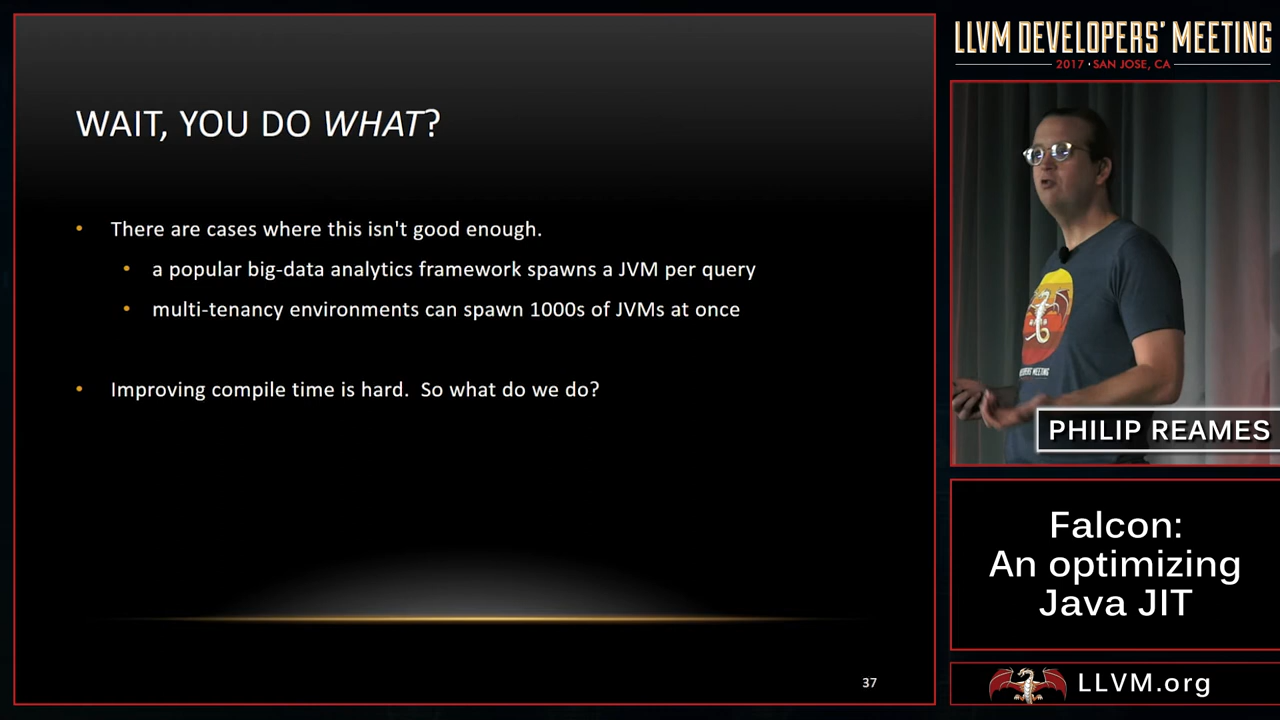 WAIT, YOU DO WHAT?
• There are cases where this isn't good enough.
• a popular big-data analytics framework spawns a JVM per query
• multi-tenancy environments can spawn 1000s of JVMs at once
• Improving compile time is hard.  So what do we do?
37
LLVM DEVELOPERS' MEETING
2017 • SAN JOSE, CA
PHILIP REAMES
Falcon:
An optimizing
Java JIT
LLVM.org